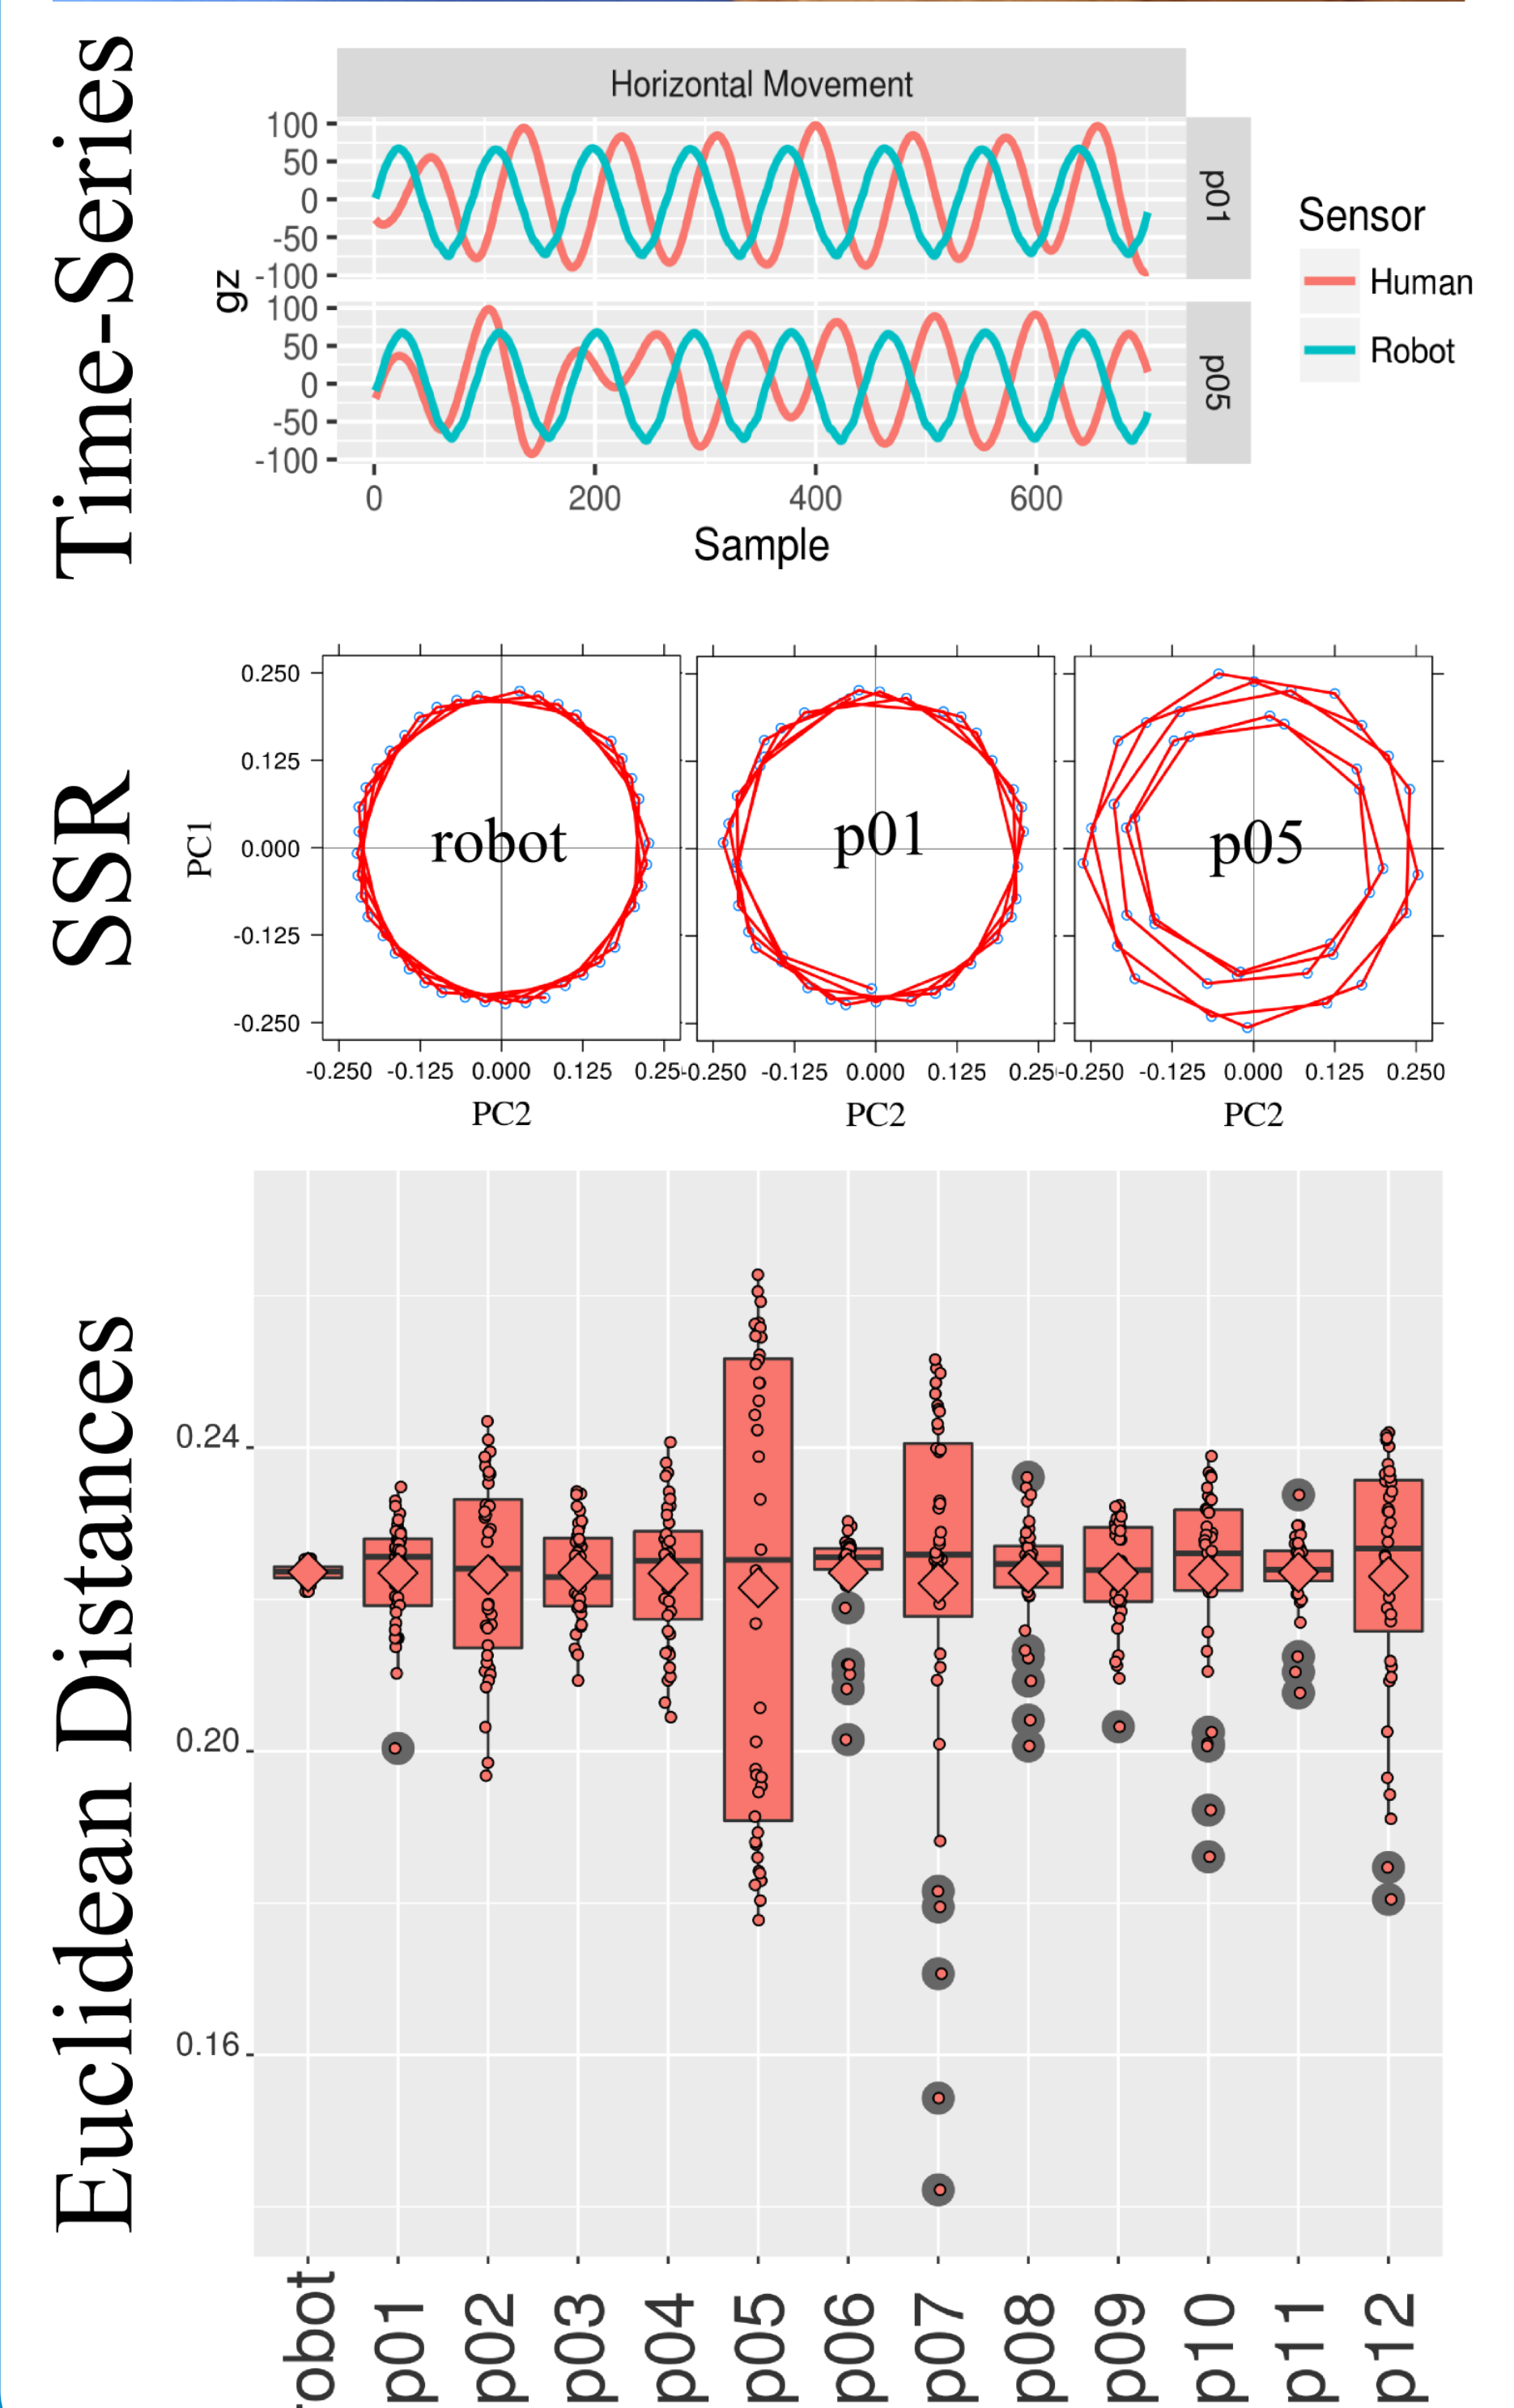 Time-Series
Horizontal Movement
100
50
0
-50
-100
p01
gz
100
50
0
-50
-100
p05
0 200 400 600
Sample
Sensor
Human
Robot
SSR
PC1
0.250
0.125
0.000
-0.125
-0.250
robot
p01
p05
-0.250 -0.125 0.000 0.125 0.25
-0.250 -0.125 0.000 0.125 0.25
-0.250 -0.125 0.000 0.125 0.250
PC2
PC2
PC2
Euclidean Distances
0.24
0.20
0.16
robot
p01
p02
p03
p04
p05
p06
p07
p08
p09
p10
p11
p12